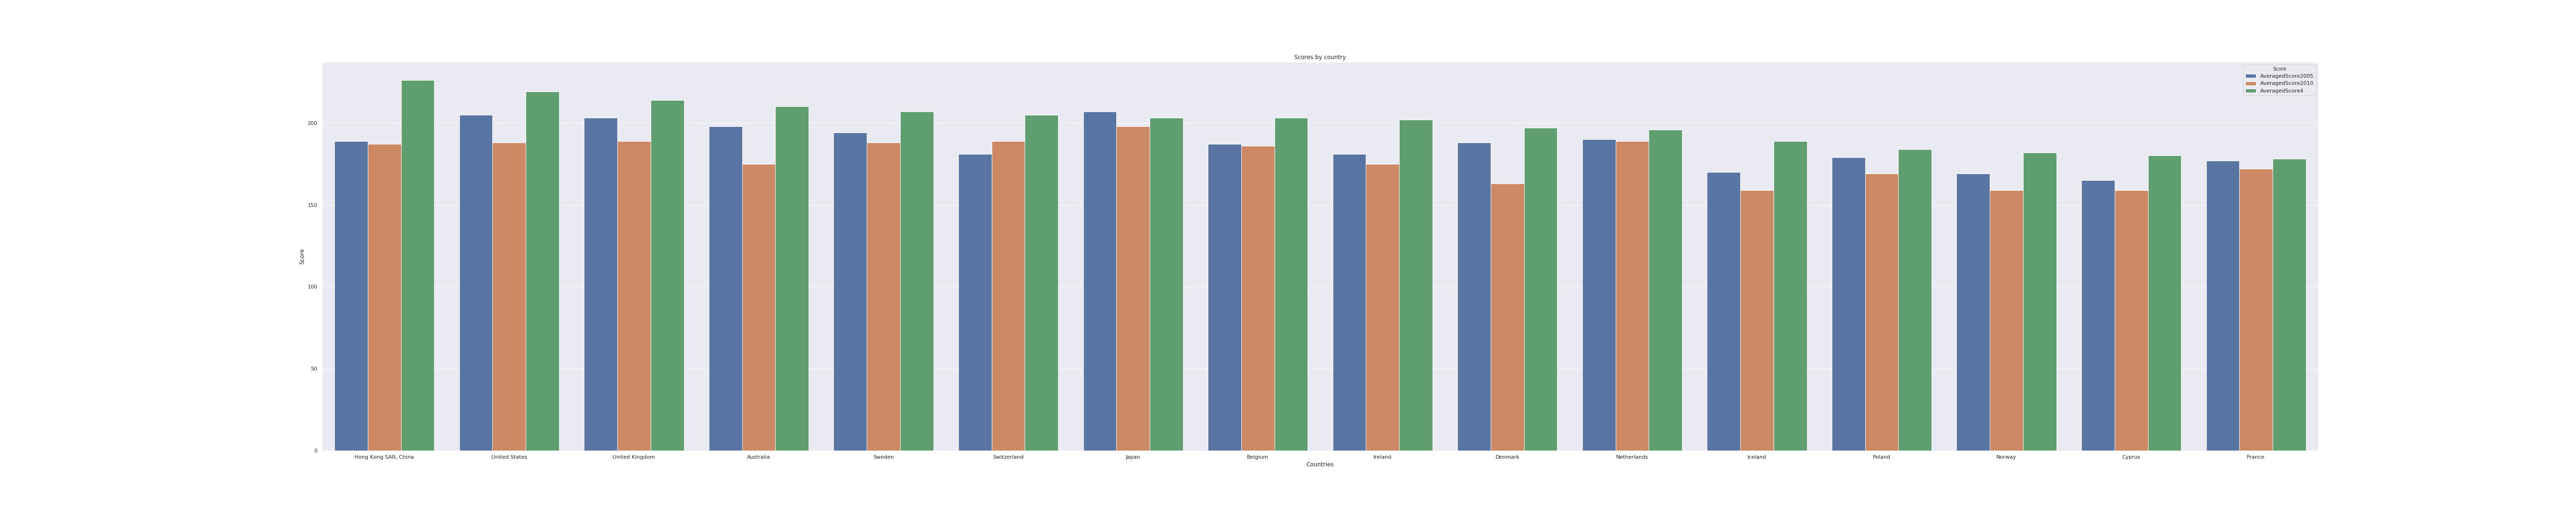 Scores by country
Score
AveragedScore2005
AveragedScore2010
AveragedScore4
200
150
100
50
0
Score
Hong Kong SAR, China United States United Kingdom Australia Sweden Switzerland Japan Belgium Ireland Denmark Netherlands Iceland Poland Norway Cyprus France
Countries